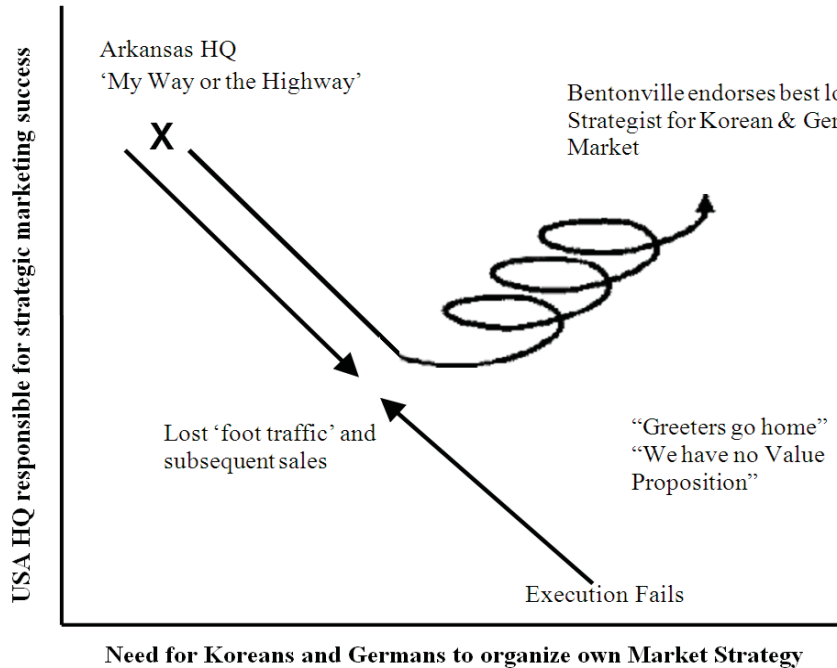 USA HQ responsible for strategic marketing success
Arkansas HQ
‘My Way or the Highway’
X
Bentonville endorses best
Strategist for Korean &
Market
Lost ‘foot traffic’ and
subsequent sales
“Greeters go home”
“We have no Value
Proposition”
Execution Fails
Need for Koreans and Germans to organize own Market Strategy